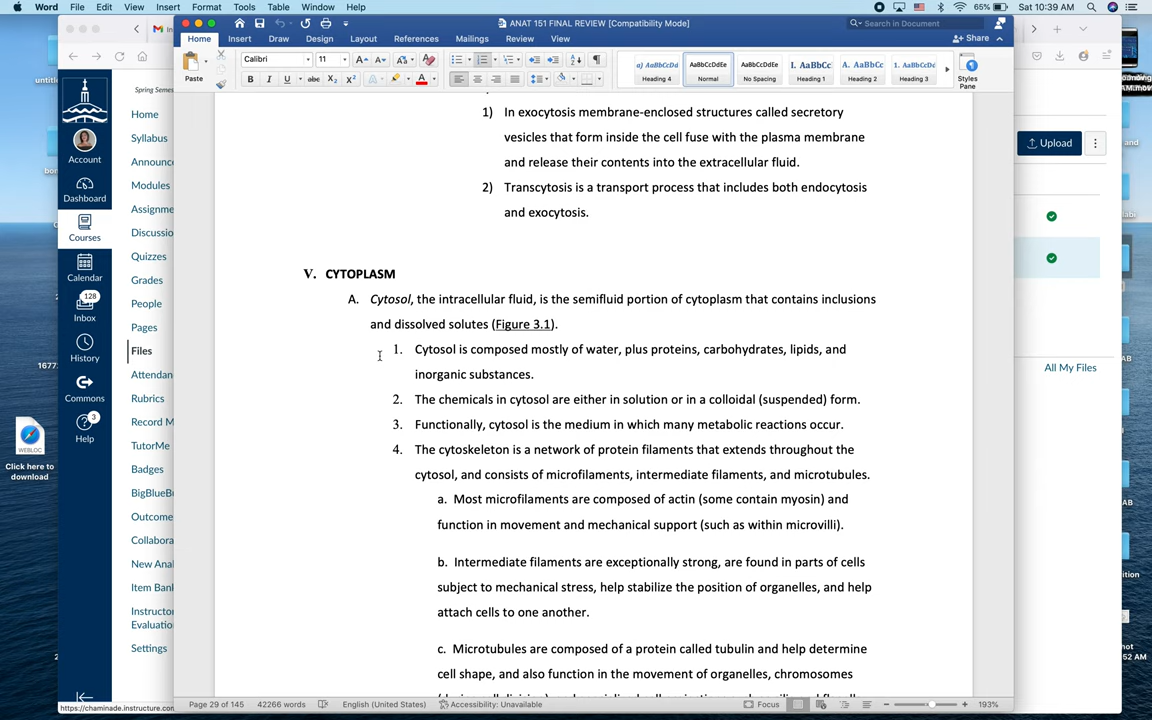 Word File Edit View Insert Format Tools Table Window Help
65% Sat 10:39 AM
ANAT 151 FINAL REVIEW [Compatibility Mode]
Search in Document
Home Insert Draw Design Layout References Mailings Review View
Share
Paste
Calibri 11
Heading 4 Normal No Spacing Heading 1 Heading 2 Heading 3
Styles
Pane
Upload
All My Files
Account
Dashboard
Courses
Calendar
128
Inbox
History
Commons
3
Help
Home
Syllabus
Modules
Quizzes
Grades
People
Pages
Files
Rubrics
TutorMe
Badges
Settings
Click here to
download
WEBLOC
1) In exocytosis membrane-enclosed structures called secretory
vesicles that form inside the cell fuse with the plasma membrane
and release their contents into the extracellular fluid.
2) Transcytosis is a transport process that includes both endocytosis
and exocytosis.
V. CYTOPLASM
A. Cytosol, the intracellular fluid, is the semifluid portion of cytoplasm that contains inclusions
and dissolved solutes (Figure 3.1).
1. Cytosol is composed mostly of water, plus proteins, carbohydrates, lipids, and
inorganic substances.
2. The chemicals in cytosol are either in solution or in a colloidal (suspended) form.
3. Functionally, cytosol is the medium in which many metabolic reactions occur.
4. The cytoskeleton is a network of protein filaments that extends throughout the
cytosol, and consists of microfilaments, intermediate filaments, and microtubules.
a. Most microfilaments are composed of actin (some contain myosin) and
function in movement and mechanical support (such as within microvilli).
b. Intermediate filaments are exceptionally strong, are found in parts of cells
subject to mechanical stress, help stabilize the position of organelles, and help
attach cells to one another.
c. Microtubules are composed of a protein called tubulin and help determine
cell shape, and also function in the movement of organelles, chromosomes
https://chaminade.instructure.com
Page 29 of 145 42266 words English (United States) Accessibility: Unavailable
Focus 193%